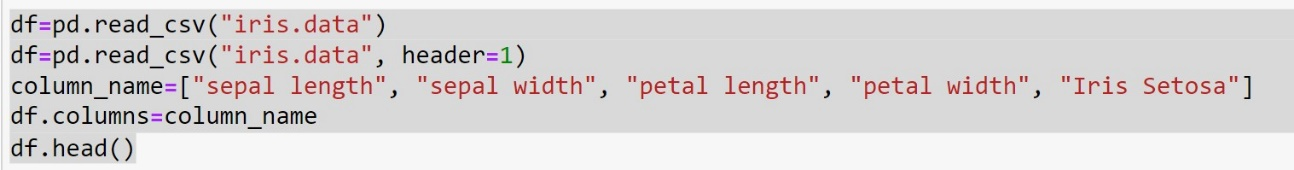 df=pd.read_csv("iris.data")
df=pd.read_csv("iris.data", header=1)
column_name=["sepal length", "sepal width", "petal length", "petal width", "Iris Setosa"]
df.columns=column_name
df.head()